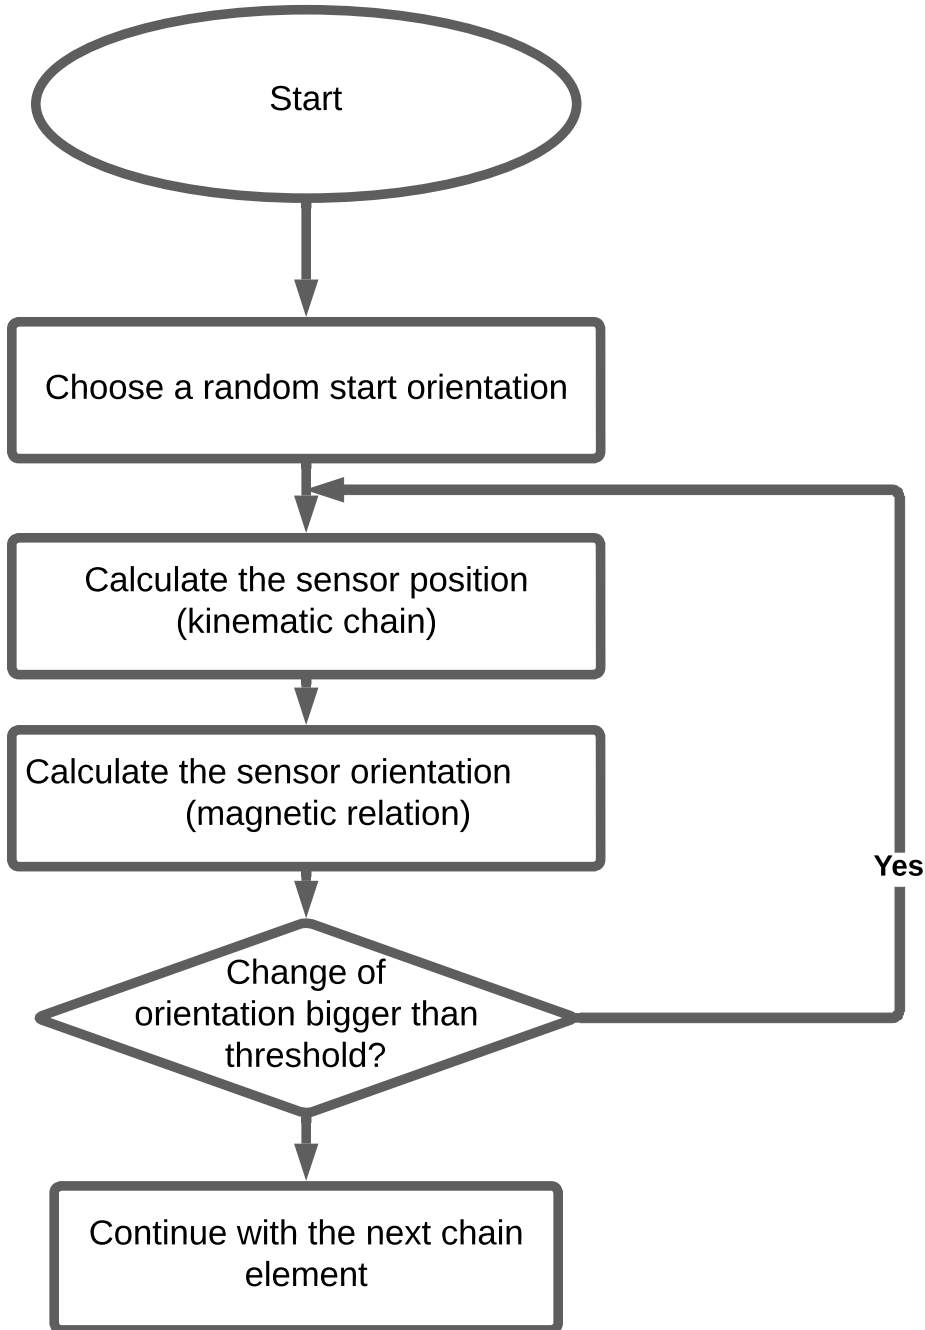 Start
Choose a random start orientation
Calculate the sensor position
(kinematic chain)
Calculate the sensor orientation
(magnetic relation)
Yes
Change of
orientation bigger than
threshold?
Continue with the next chain
element